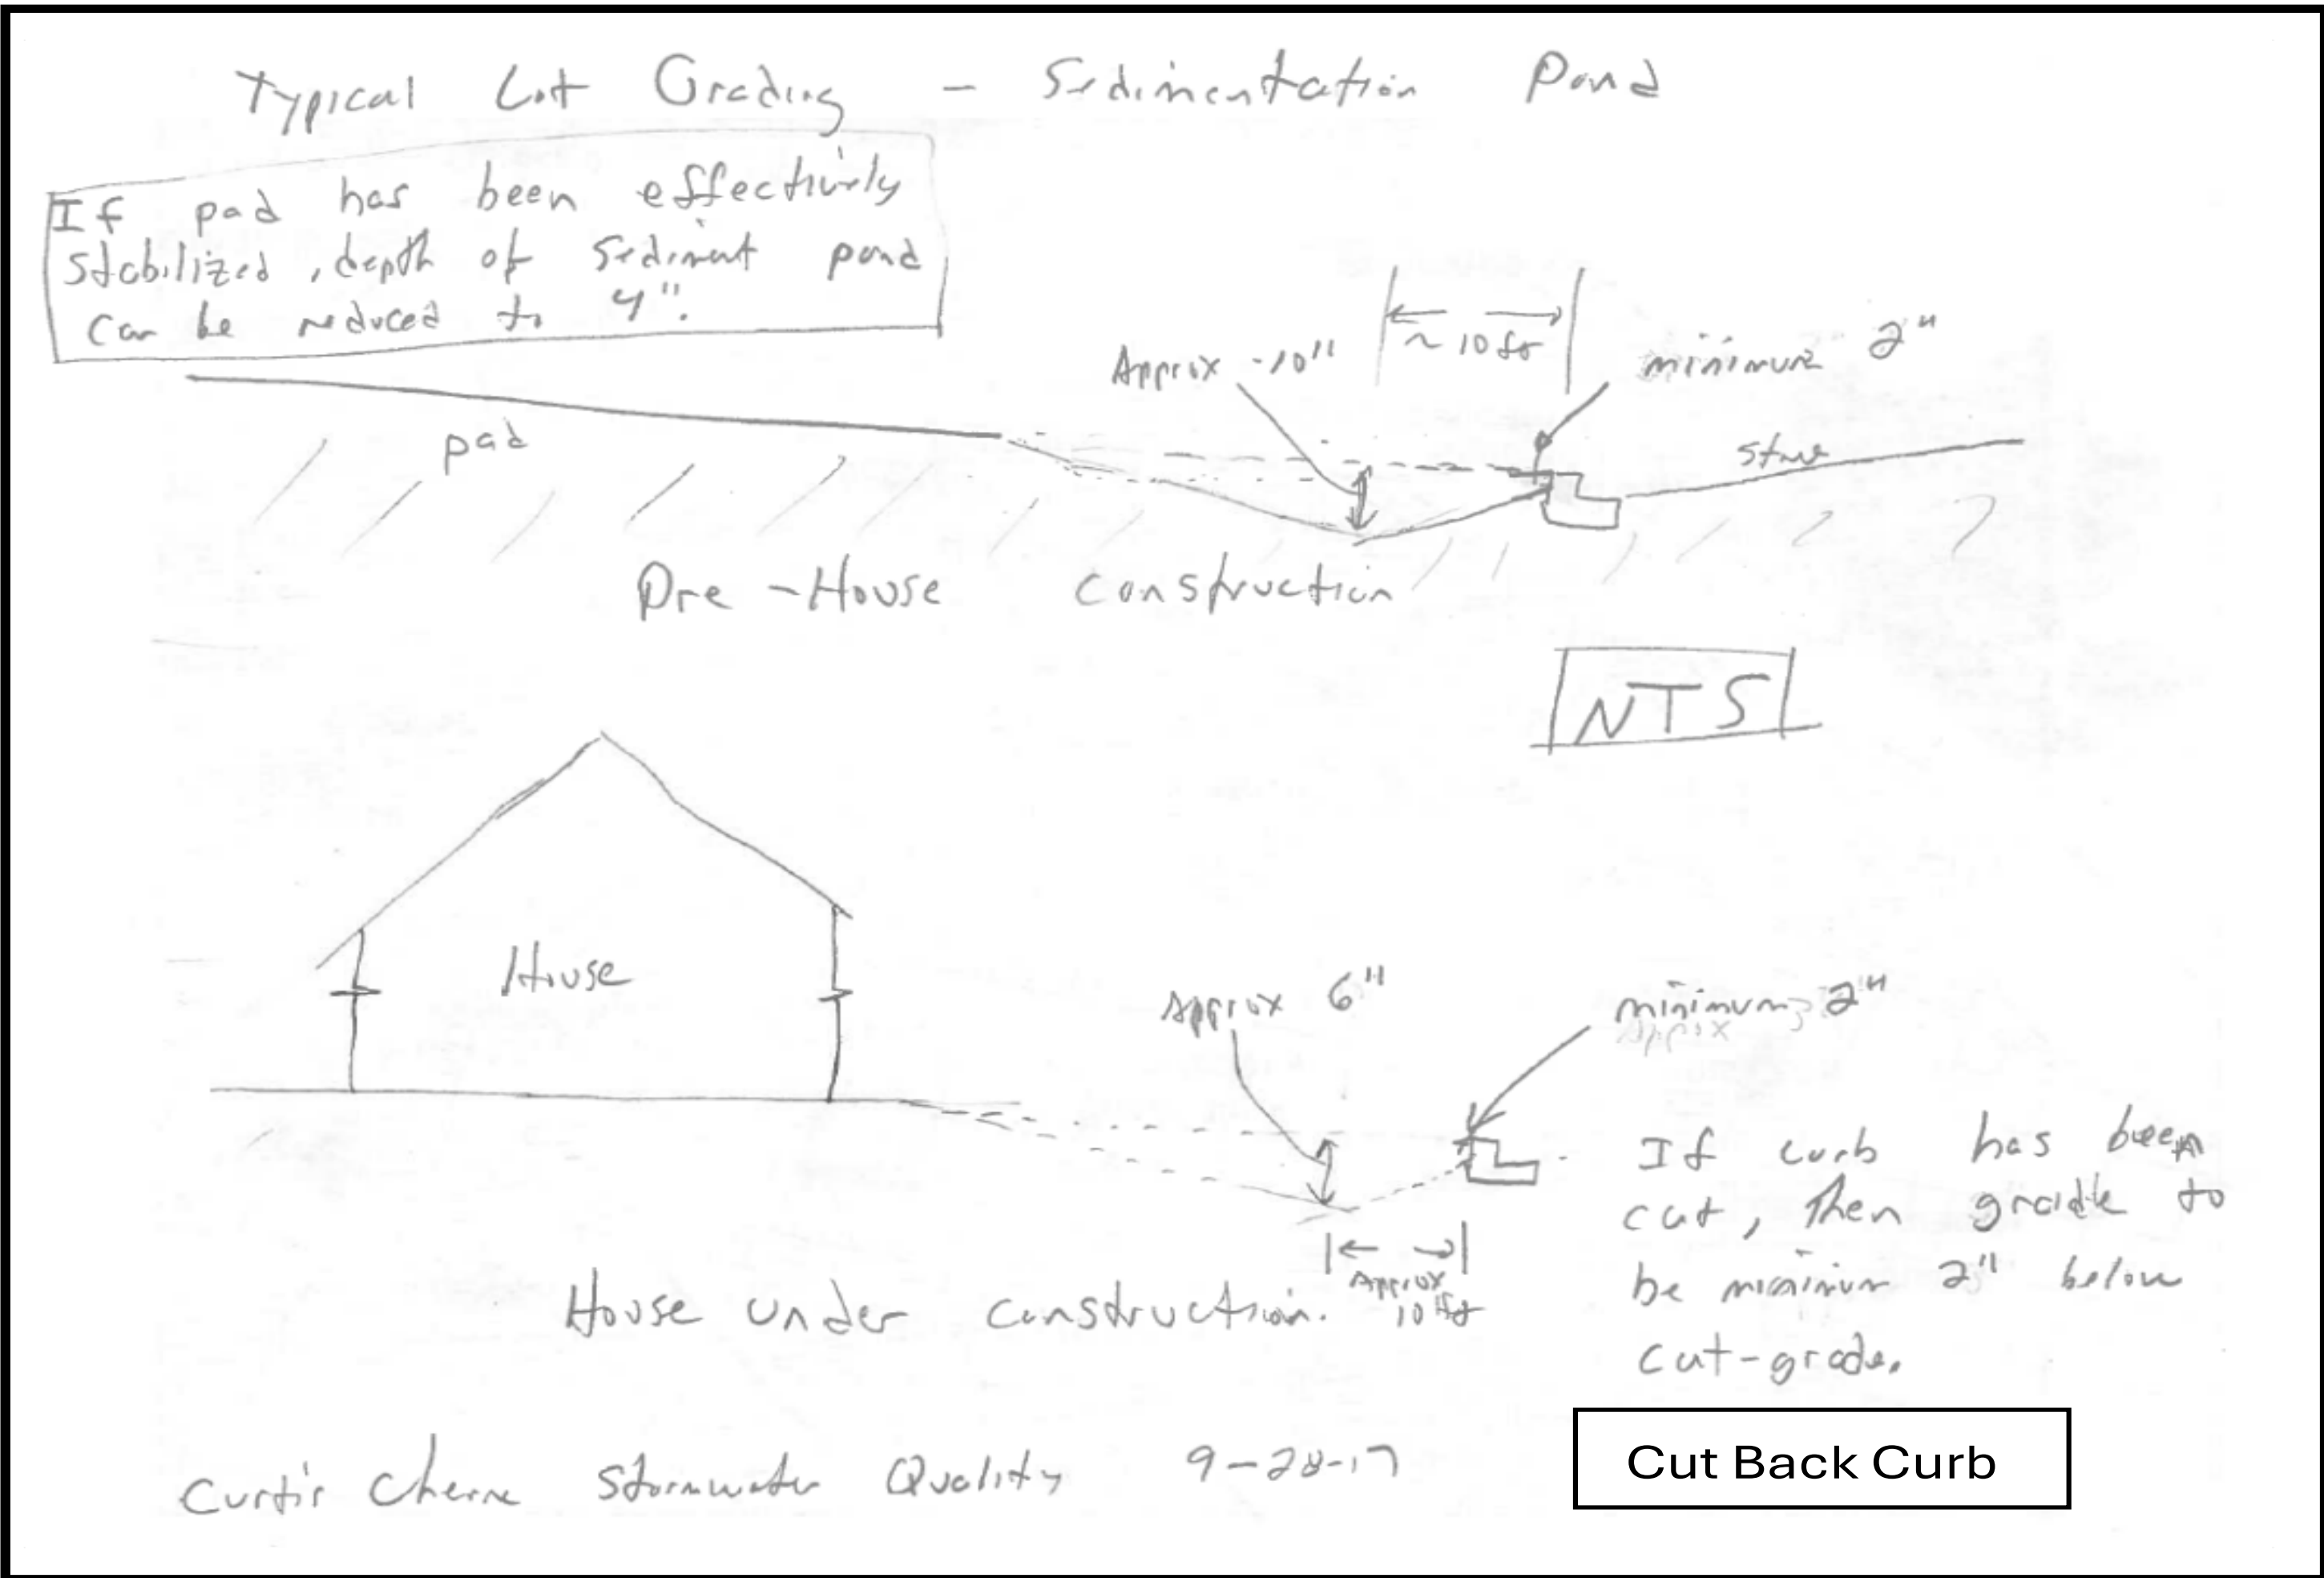 Typical Lot Grading - Sedimentation Pond
If pad has been effectively
stabilized, depth of sediment pond
can be reduced to 4".
~ 10 ft
Approx -10"
minimum 2"
pad
Pre-House Construction
NTS
House
Approx 6"
minimum 2"
Approx
If curb has been
cut, then grade to
be minimum 2" below
cut-grade.
Approx
10 ft
House under construction.
Cut Back Curb
Curtis Cherne Stormwater Quality 9-28-17